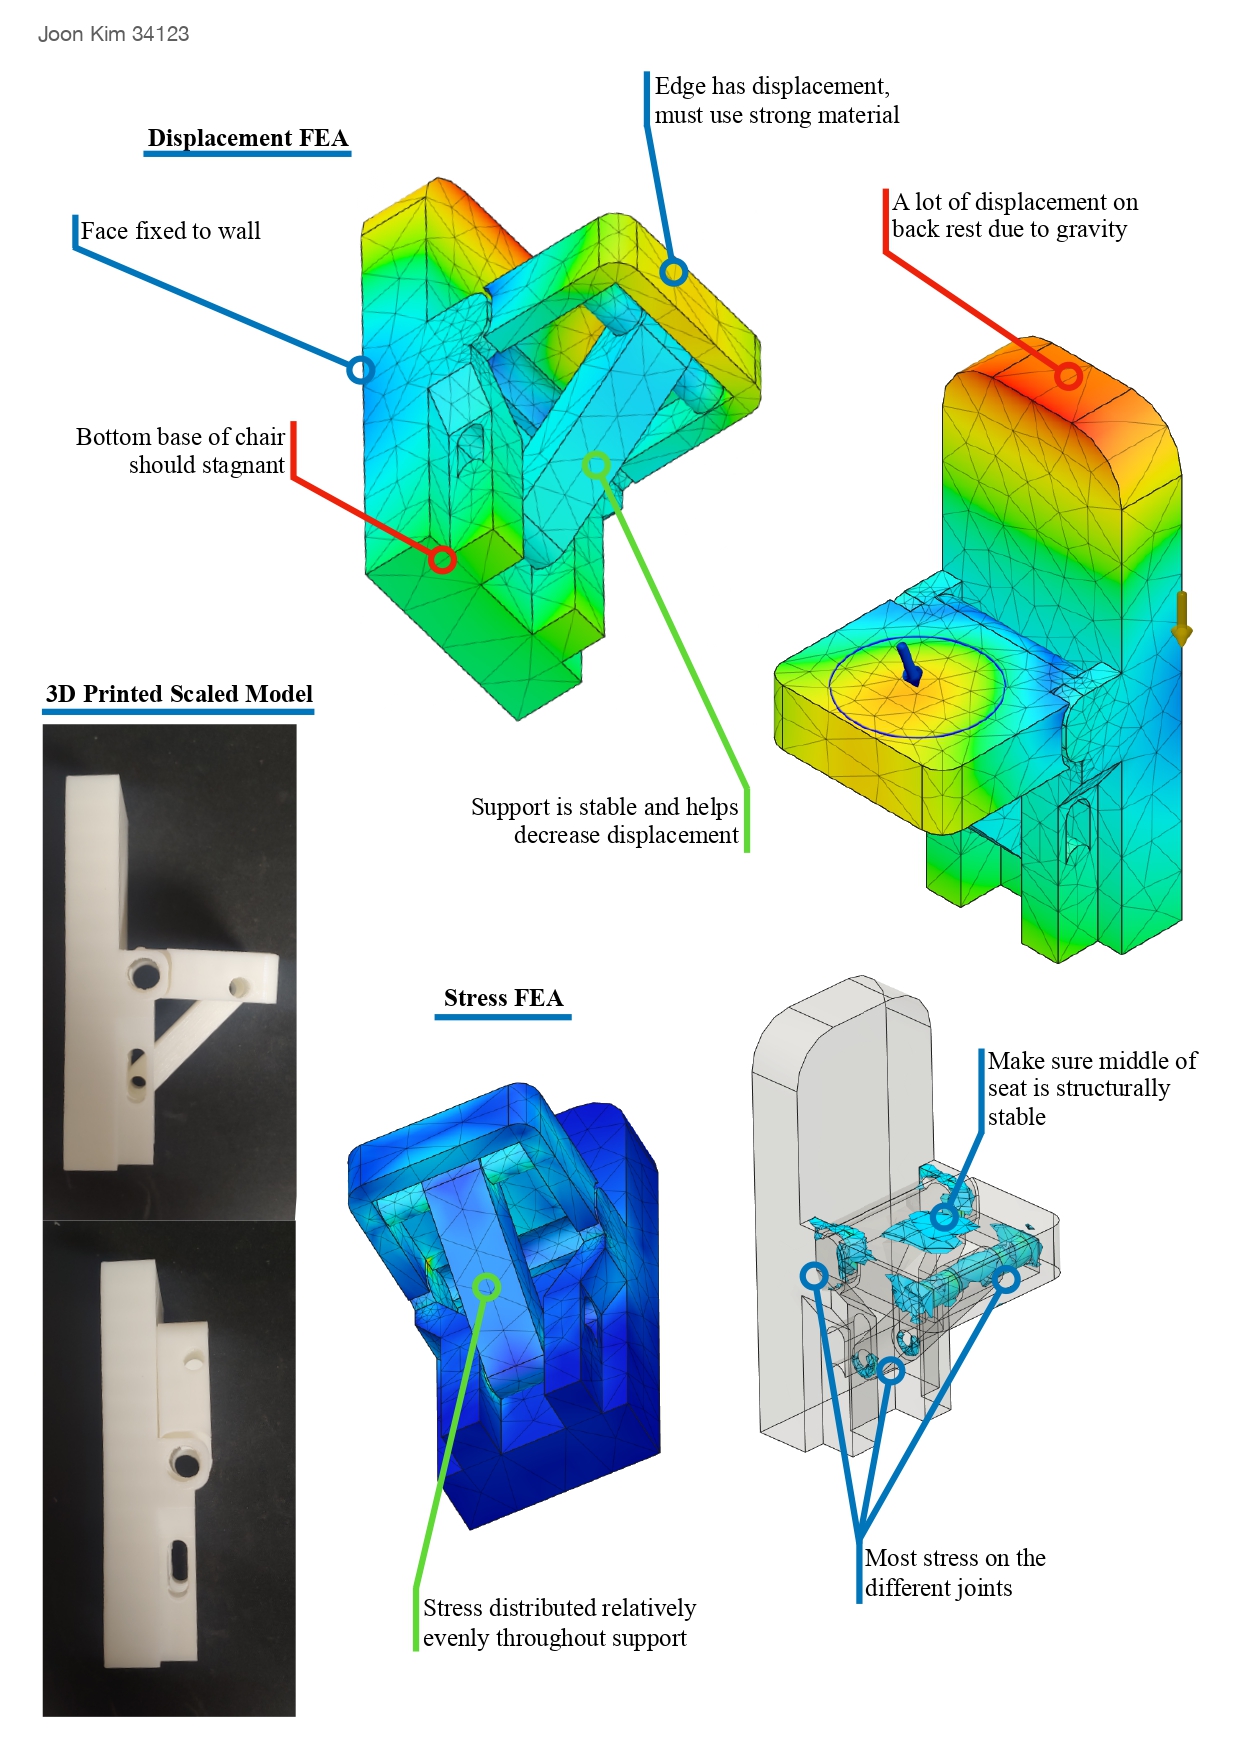 Joon Kim 34123
Edge has displacement,
must use strong material
Displacement FEA
A lot of displacement on
back rest due to gravity
Face fixed to wall
Bottom base of chair
should stagnant
3D Printed Scaled Model
Support is stable and helps
decrease displacement
Stress FEA
Make sure middle of
seat is structurally
stable
Most stress on the
different joints
Stress distributed relatively
evenly throughout support